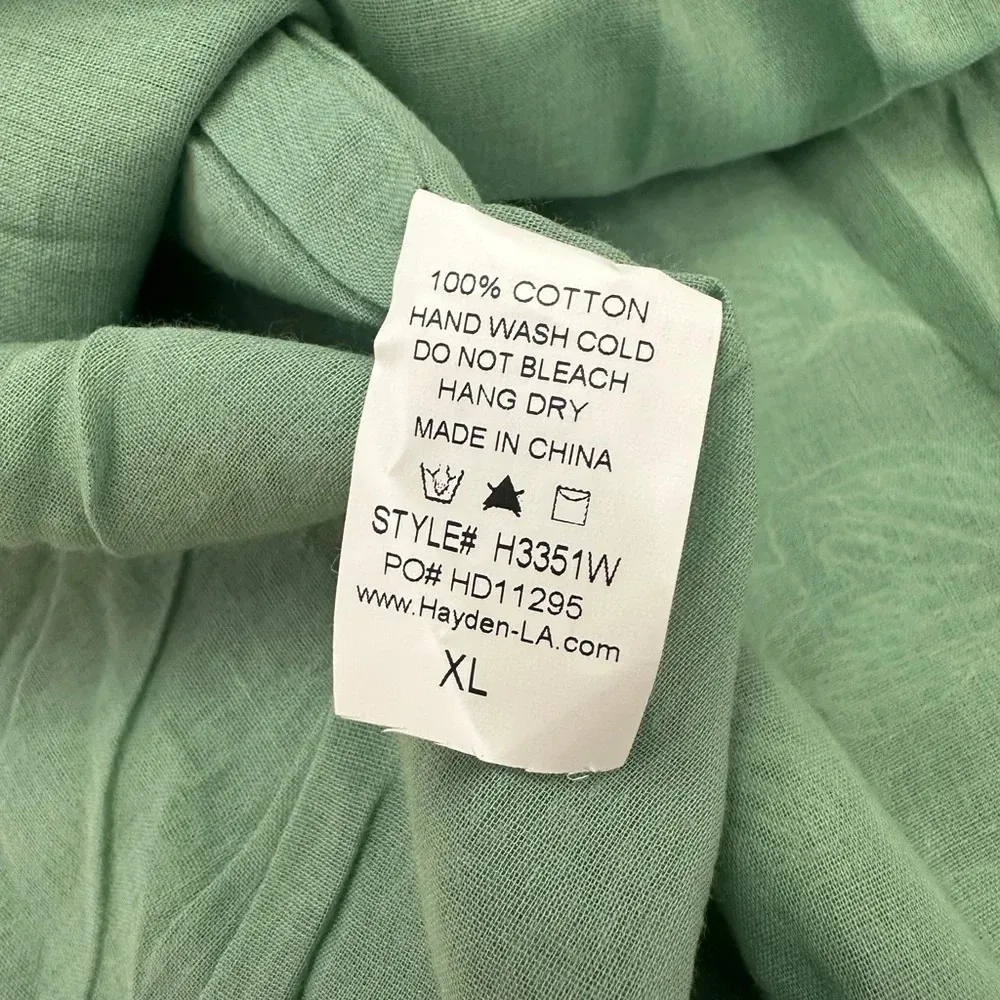 100% COTTON
HAND WASH COLD
DO NOT BLEACH
HANG DRY
MADE IN CHINA
STYLE# H3351W
PO# HD11295
www.Hayden-LA.com
XL